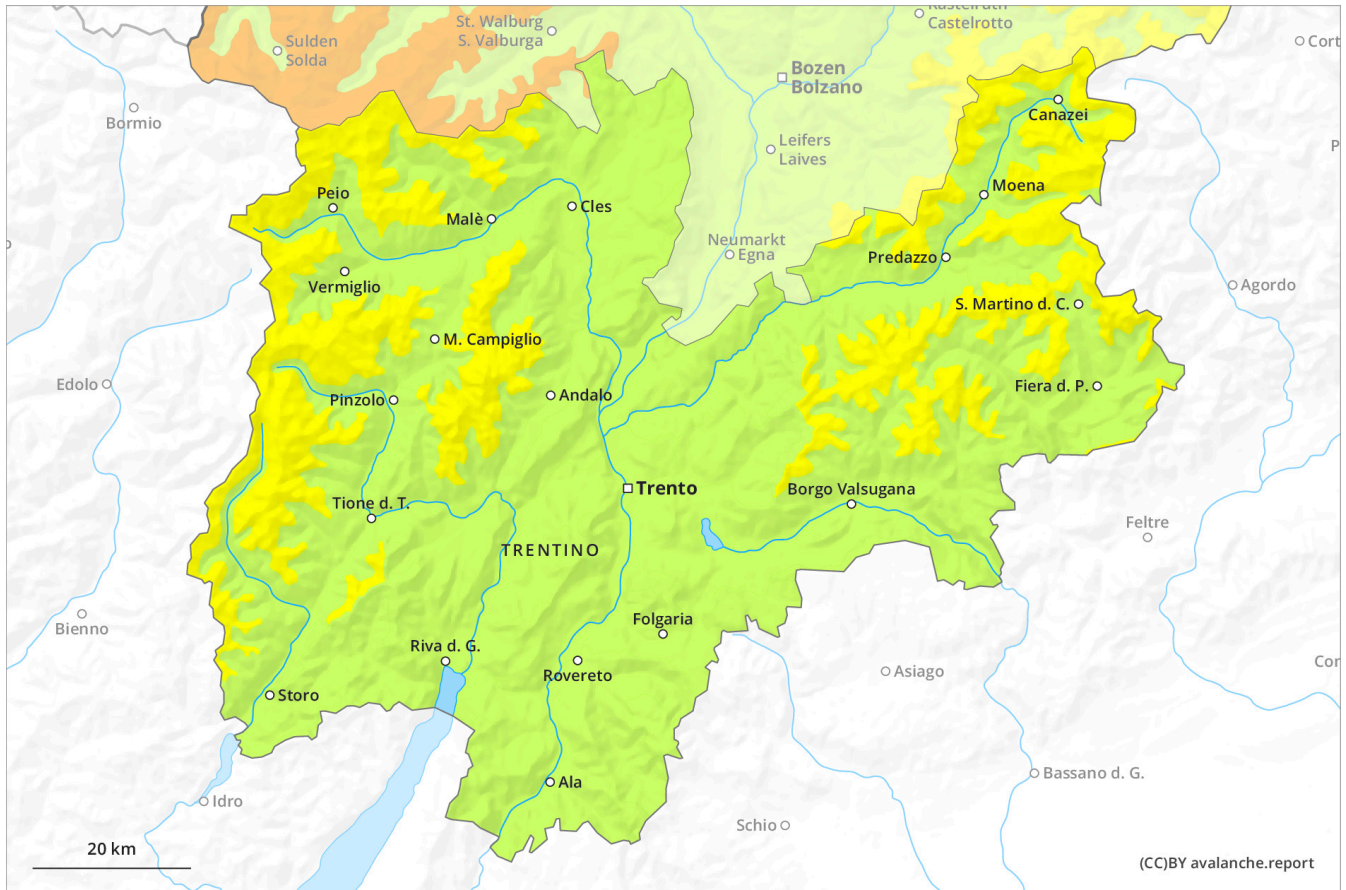 Kastelruth
Castelrotto
St. Walburg
S. Valburga
Sulden
Solda
Cort
Bozen
Bolzano
Bormio
Canazei
Leifers
Laives
P
Moena
Peio
Cles
Malè
Neumarkt
Egna
Predazzo
Vermiglio
Agordo
S. Martino d. C.
M. Campiglio
Edolo
Fiera d. P.
Andalo
Pinzolo
Trento
Borgo Valsugana
Tione d. T.
Feltre
TRENTINO
Bienno
Folgaria
Riva d. G.
Rovereto
Asiago
Cor
Storo
Bassano d. G.
Ala
Idro
Schio
20 km
(CC)BY avalanche.report